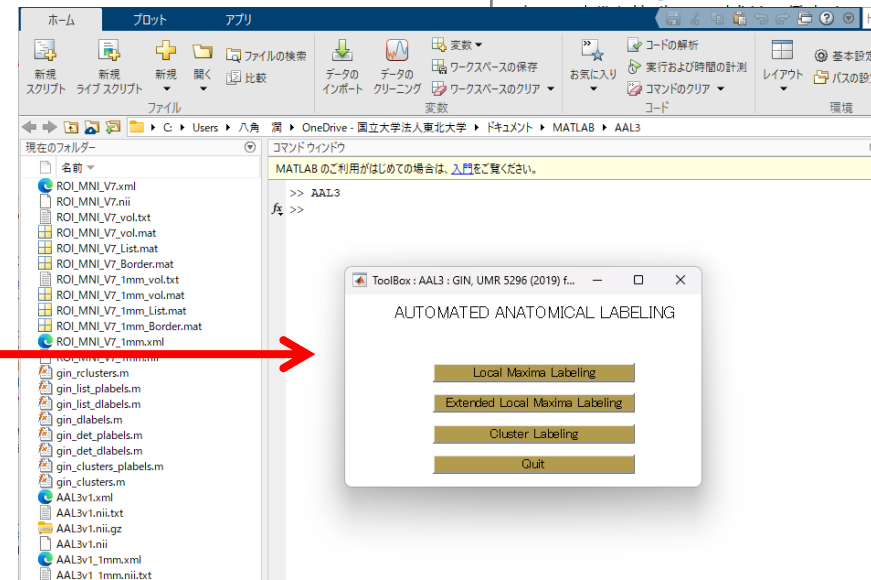 ホーム プロット アプリ
新規 スクリプト
新規 ライブ スクリプト
新規
開く
ファイルの検索
比較
ファイル
データの インポート
データの クリーニング
変数
ワークスペースの保存
ワークスペースのクリア
変数
お気に入り
コードの解析
実行および時間の計測
コマンドのクリア
コード
レイアウト
基本設定
パスの設
環境
C: Users 八角 潤 OneDrive - 国立大学法人東北大学 ドキュメント MATLAB AAL3
現在のフォルダー
名前
ROI_MNI_V7.xml
ROI_MNI_V7.nii
ROI_MNI_V7_vol.txt
ROI_MNI_V7_vol.mat
ROI_MNI_V7_List.mat
ROI_MNI_V7_Border.mat
ROI_MNI_V7_1mm_vol.txt
ROI_MNI_V7_1mm_vol.mat
ROI_MNI_V7_1mm_List.mat
ROI_MNI_V7_1mm_Border.mat
ROI_MNI_V7_1mm.xml
ROI_MNI_V7_1mm.nii
gin_rclusters.m
gin_list_plabels.m
gin_list_dlabels.m
gin_dlabels.m
gin_det_plabels.m
gin_det_dlabels.m
gin_clusters_plabels.m
gin_clusters.m
AAL3v1.xml
AAL3v1.nii.txt
AAL3v1.nii.gz
AAL3v1.nii
AAL3v1_1mm.xml
AAL3v1_1mm.nii.txt
コマンド ウィンドウ
MATLAB のご利用がはじめての場合は、入門をご覧ください。
>> AAL3
fx >>
ToolBox : AAL3 : GIN, UMR 5296 (2019) f...
AUTOMATED ANATOMICAL LABELING
Local Maxima Labeling
Extended Local Maxima Labeling
Cluster Labeling
Quit